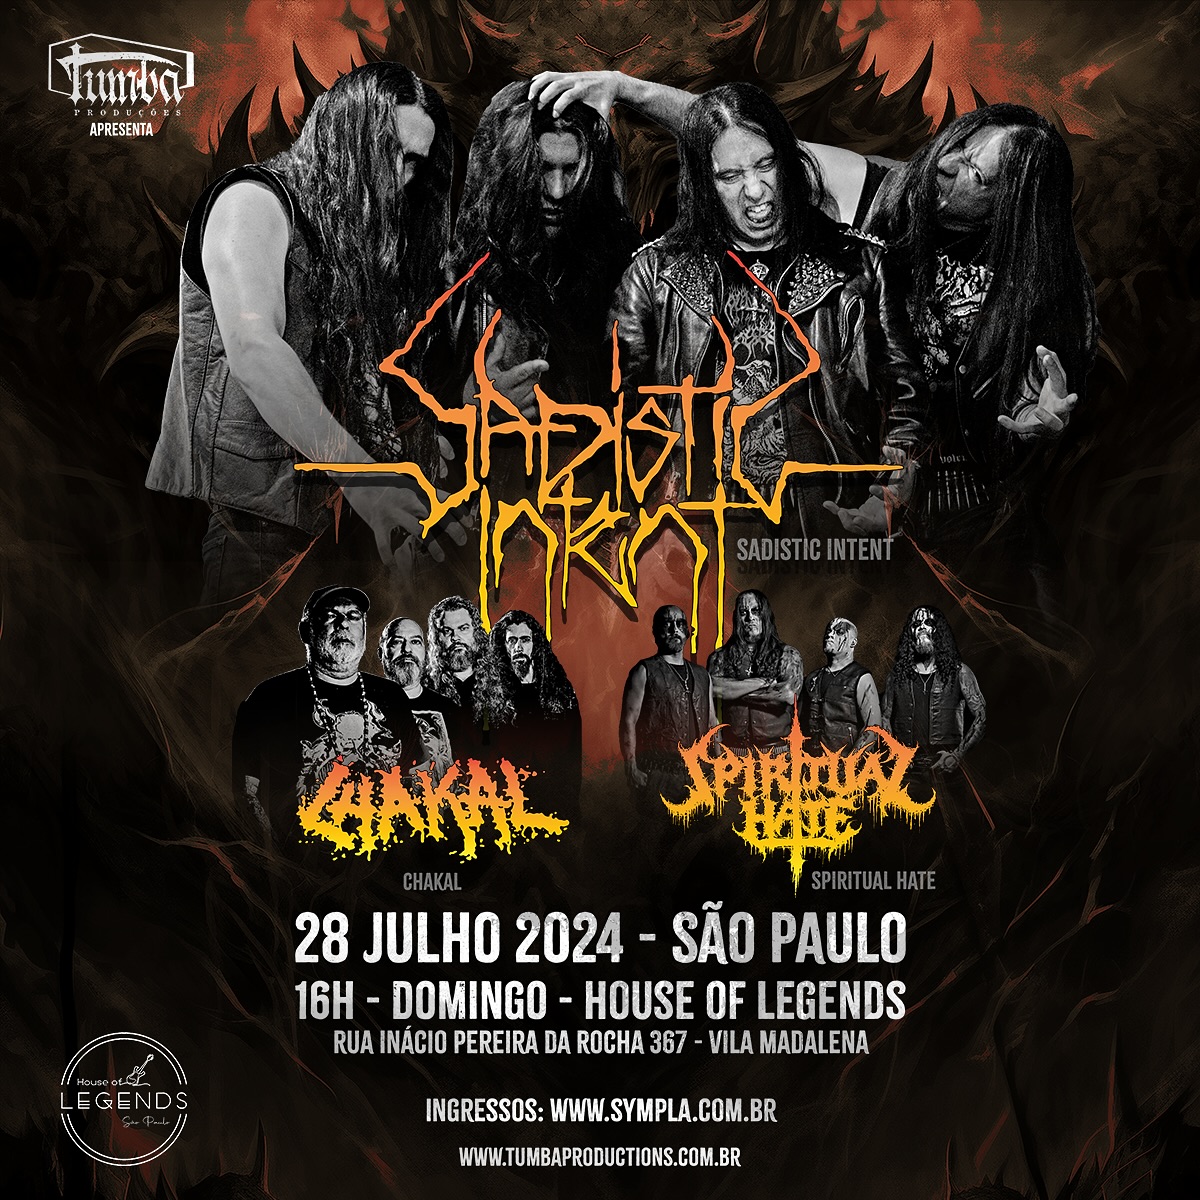 Tumba
PRODUÇÕES
APRESENTA
SADISTIC
INTENT
SADISTIC INTENT
CHAKAL
SPIRITUAL
HATE
CHAKAL
SPIRITUAL HATE
28 JULHO 2024 - SÃO PAULO
16H - DOMINGO - HOUSE OF LEGENDS
RUA INÁCIO PEREIRA DA ROCHA 367 - VILA MADALENA
House of
LEGENDS
São Paulo
INGRESSOS: WWW.SYMPLA.COM.BR
WWW.TUMBAPRODUCTIONS.COM.BR